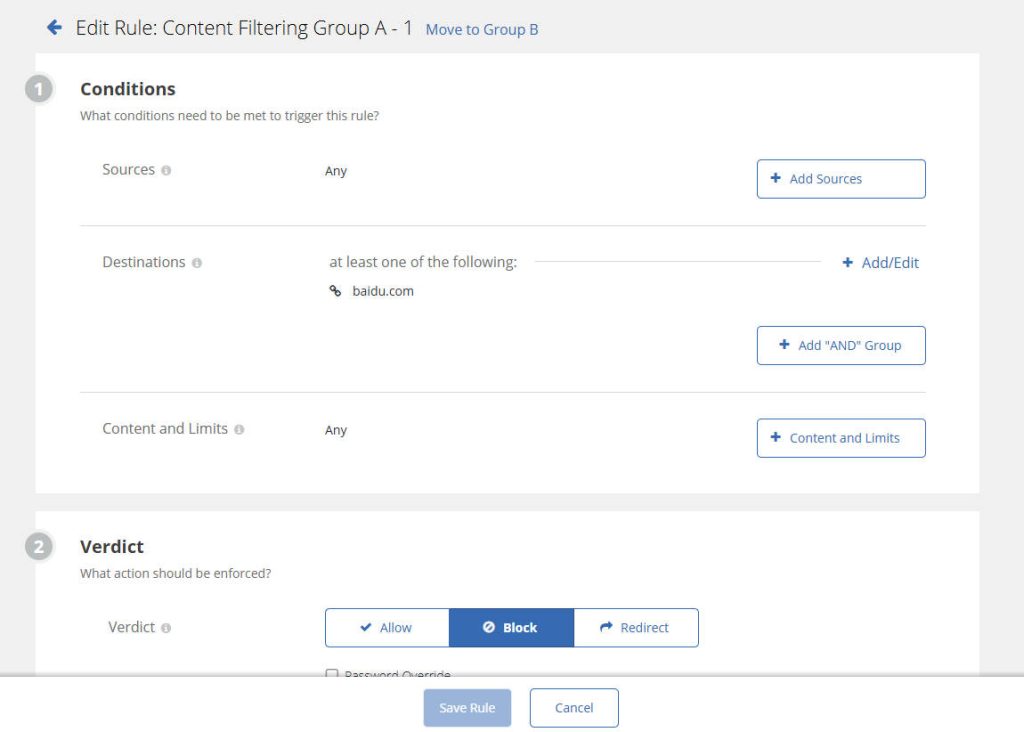 Edit Rule: Content Filtering Group A - 1 Move to Group B
1 Conditions
What conditions need to be met to trigger this rule?
Sources Any + Add Sources
Destinations at least one of the following: + Add/Edit
baidu.com
+ Add "AND" Group
Content and Limits Any + Content and Limits
2 Verdict
What action should be enforced?
Verdict Allow Block Redirect
Password Override
Save Rule Cancel